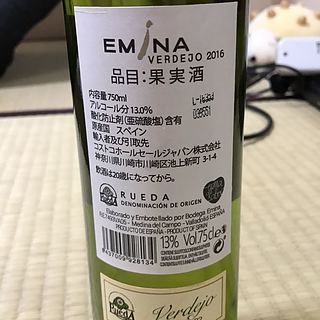 EMINA
VERDEJO 2016
品目:果実酒
内容量750ml
アルコール分 13.0%
酸化防止剤（亜硫酸塩）含有
原産国 スペイン
輸入者及び引取先
コストコホールセールジャパン株式会社
神奈川県川崎市川崎区池上新町 3-1-4
飲酒は20歳になってから。
RUEDA
DENOMINACIÓN DE ORIGEN
Elaborado y Embotellado por Bodega Emina
Medina del Campo - Valladolid ESPAÑA
PRODUCTO DE ESPAÑA - PRODUCT OF SPAIN
13% Vol 75cl e
8437009928134
RUEDA
Verdejo